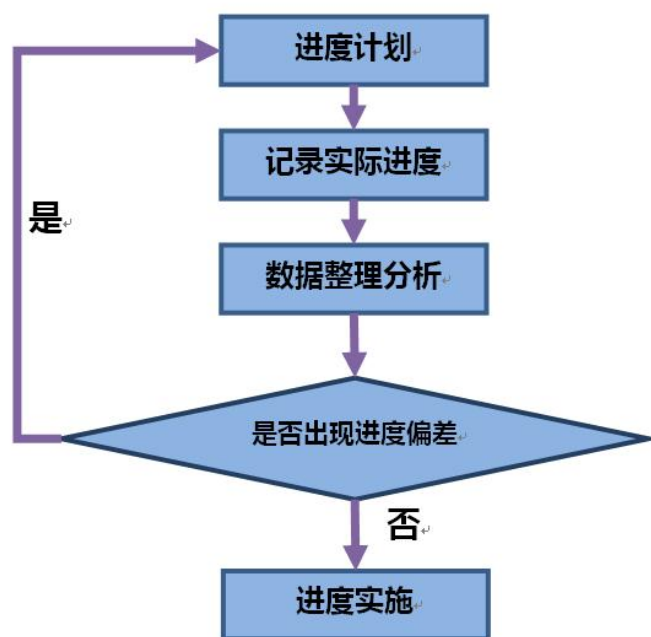 进度计划
记录实际进度
是
数据整理分析
是否出现进度偏差
否
进度实施